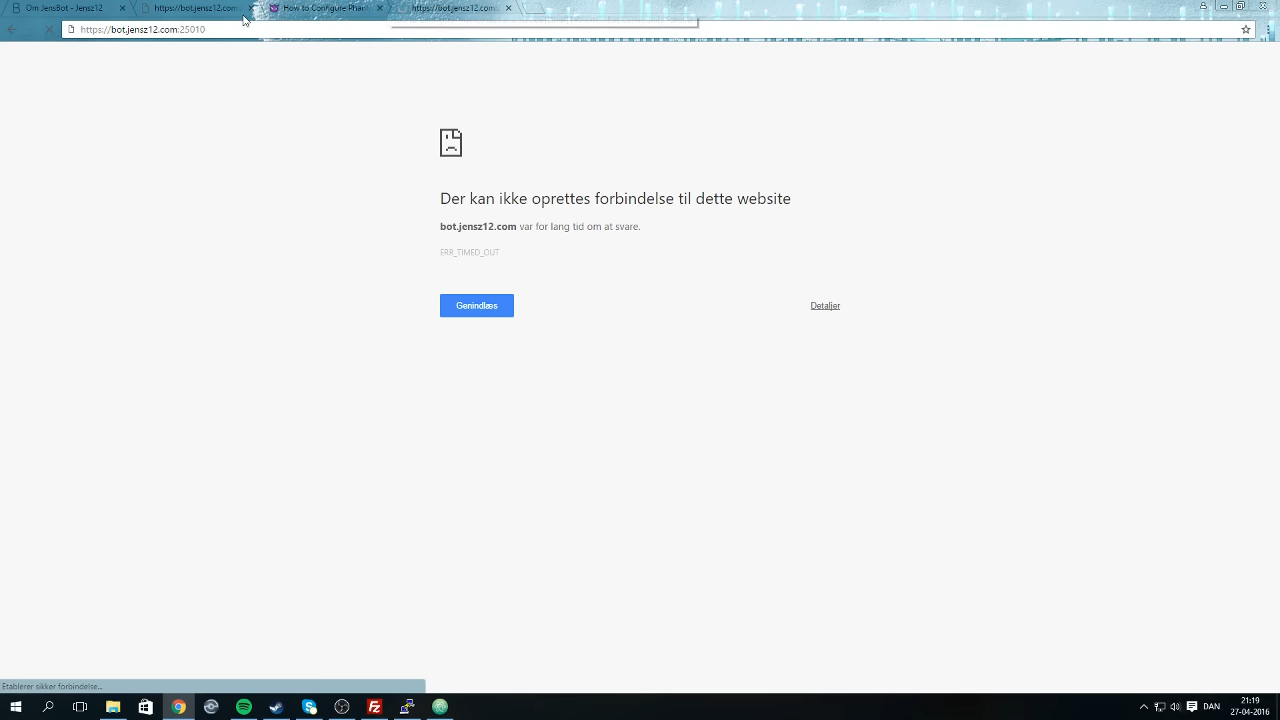 Om JensBot - Jensz12
https://bot.jensz12.com
How to Configure Phan
https://bot.jensz12.com
https://bot.jensz12.com:25010
Der kan ikke oprettes forbindelse til dette website
bot.jensz12.com var for lang tid om at svare.
ERR_TIMED_OUT
Genindlæs
Detaljer
Etablerer sikker forbindelse...
DAN
21:19
27-04-2016